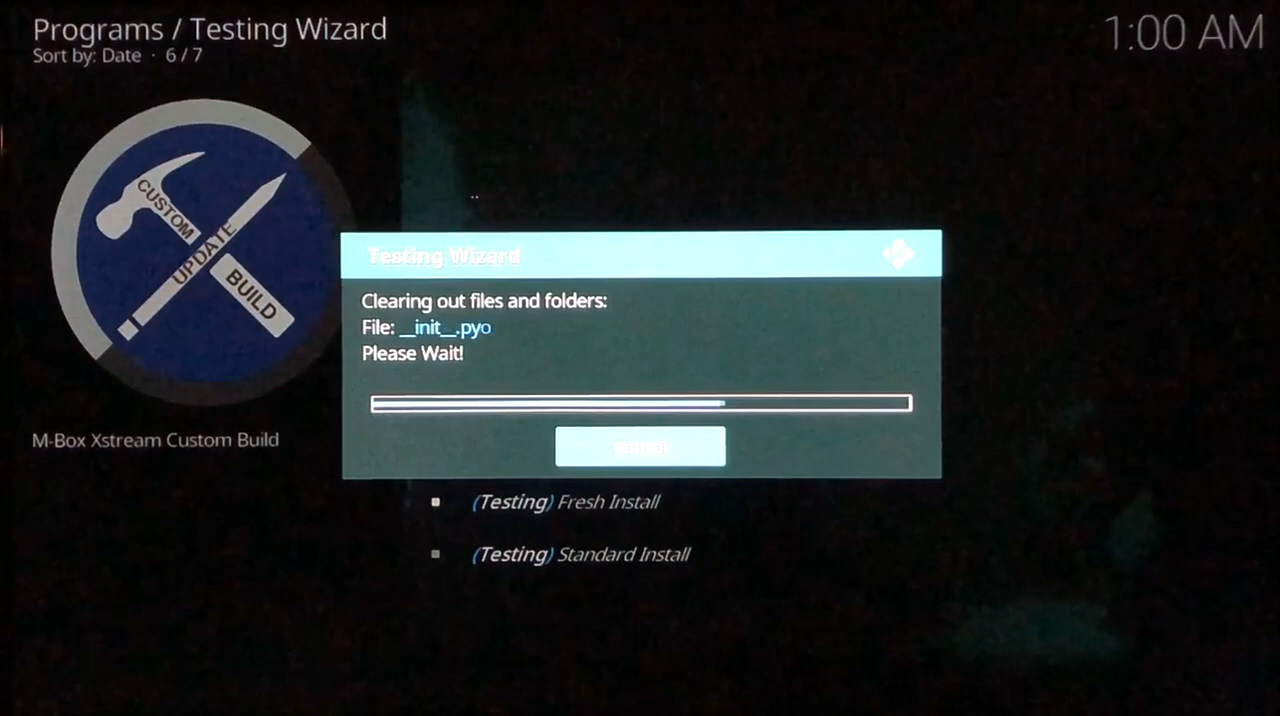 Programs / Testing Wizard
1:00 AM
Sort by: Date · 6 / 7
CUSTOM
UPDATE
BUILD
Testing Wizard
Clearing out files and folders:
File: __init__.pyo
Please Wait!
Cancel
M-Box Xstream Custom Build
(Testing) Fresh Install
(Testing) Standard Install